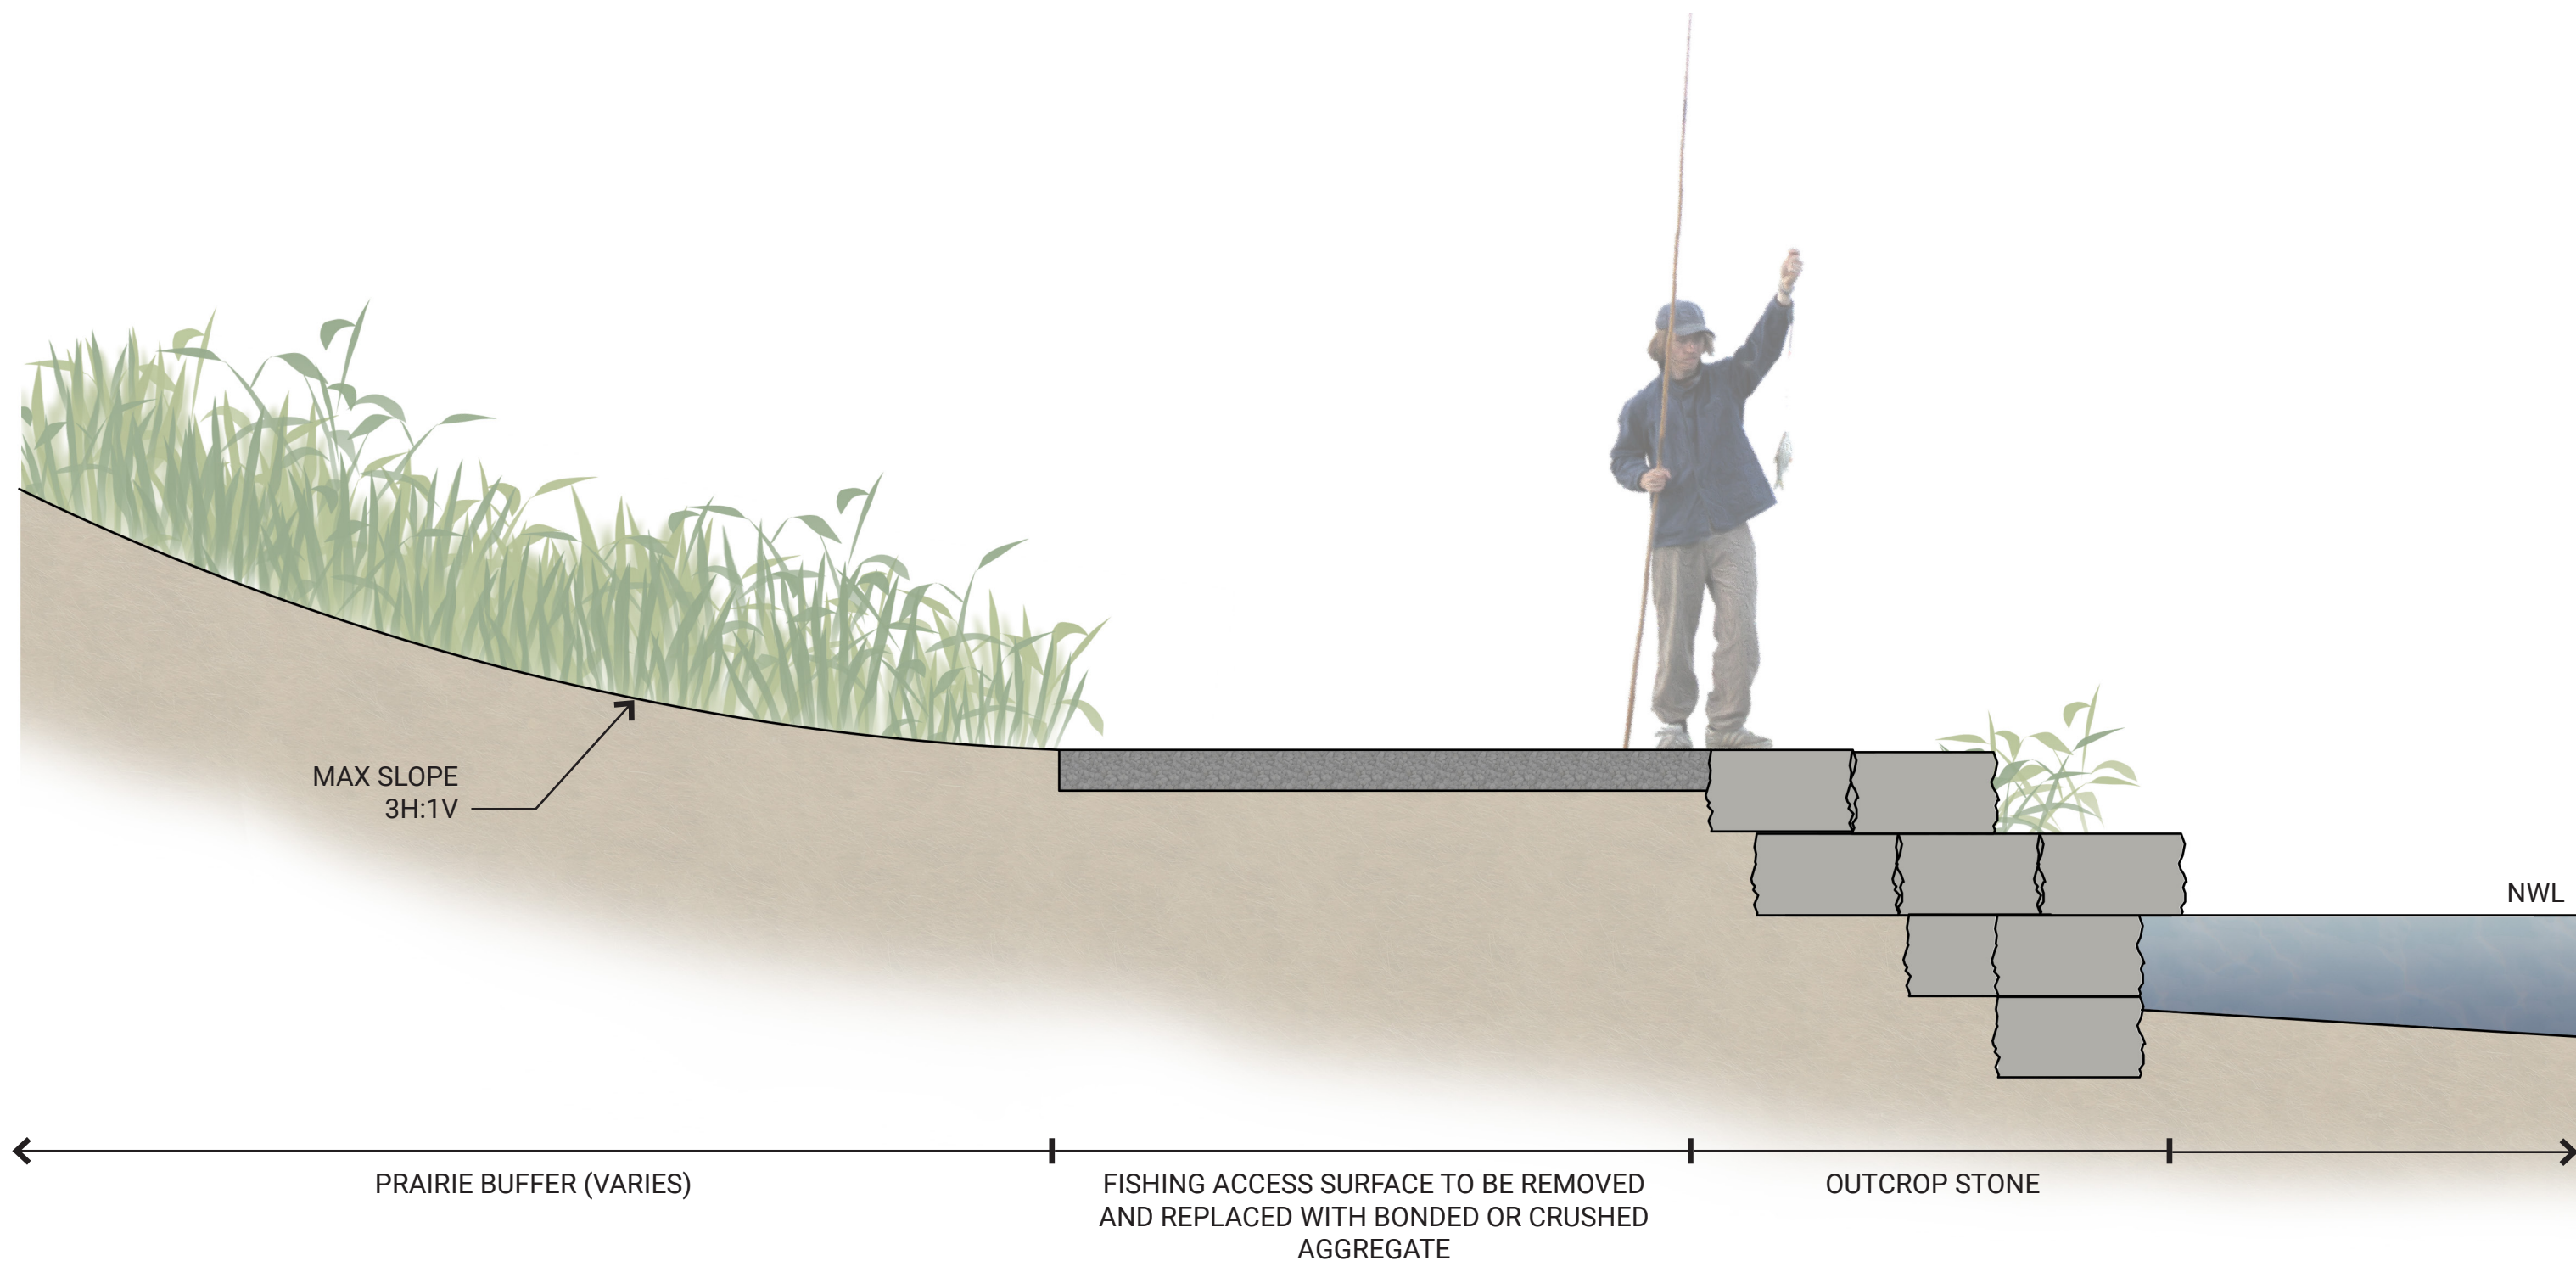 MAX SLOPE
3H:1V
NWL
PRAIRIE BUFFER (VARIES)
FISHING ACCESS SURFACE TO BE REMOVED
AND REPLACED WITH BONDED OR CRUSHED
AGGREGATE
OUTCROP STONE